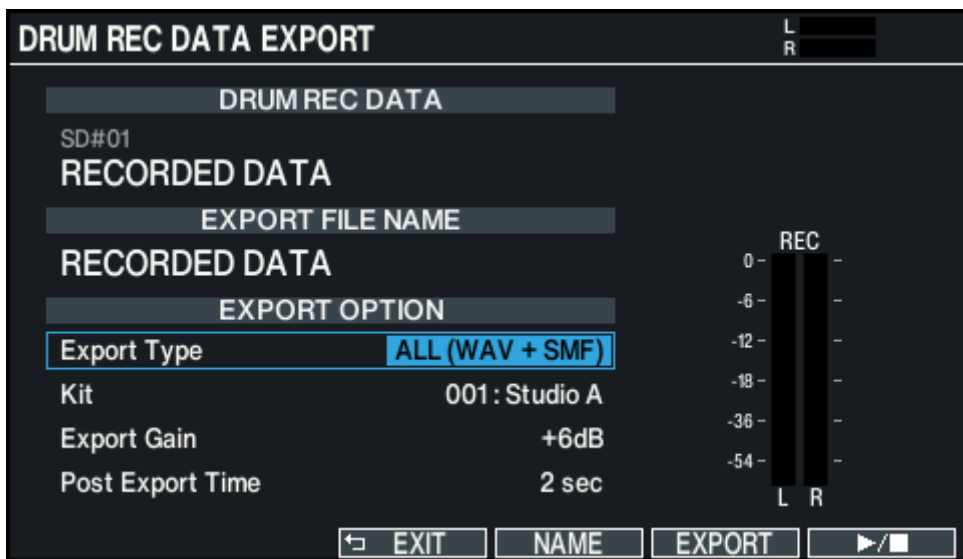 DRUM REC DATA EXPORT
L
R
DRUM REC DATA
SD#01
RECORDED DATA
EXPORT FILE NAME
RECORDED DATA
EXPORT OPTION
Export Type ALL (WAV + SMF)
Kit 001: Studio A
Export Gain +6dB
Post Export Time 2 sec
REC
0
-6
-12
-18
-36
-54
L R
EXIT NAME EXPORT ▶/■